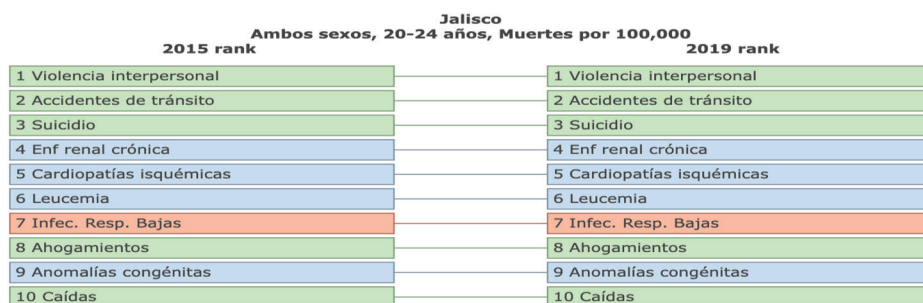 Jalisco
Ambos sexos, 20-24 años, Muertes por 100,000
2015 rank 2019 rank
1 Violencia interpersonal 1 Violencia interpersonal
2 Accidentes de tránsito 2 Accidentes de tránsito
3 Suicidio 3 Suicidio
4 Enf renal crónica 4 Enf renal crónica
5 Cardiopatías isquémicas 5 Cardiopatías isquémicas
6 Leucemia 6 Leucemia
7 Infec. Resp. Bajas 7 Infec. Resp. Bajas
8 Ahogamientos 8 Ahogamientos
9 Anomalías congénitas 9 Anomalías congénitas
10 Caídas 10 Caídas